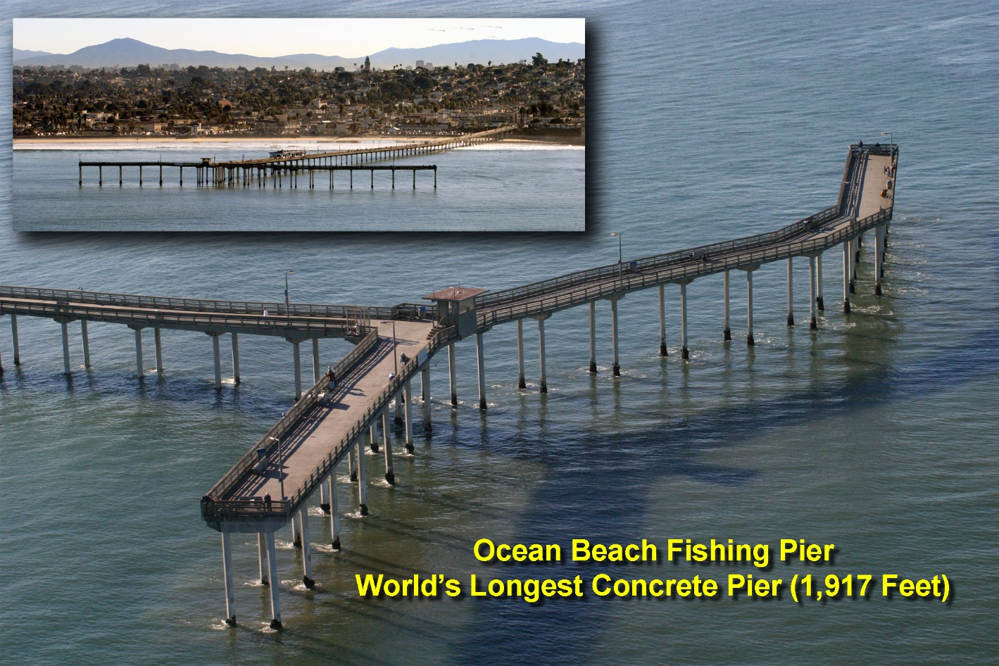 Ocean Beach Fishing Pier
World’s Longest Concrete Pier (1,917 Feet)